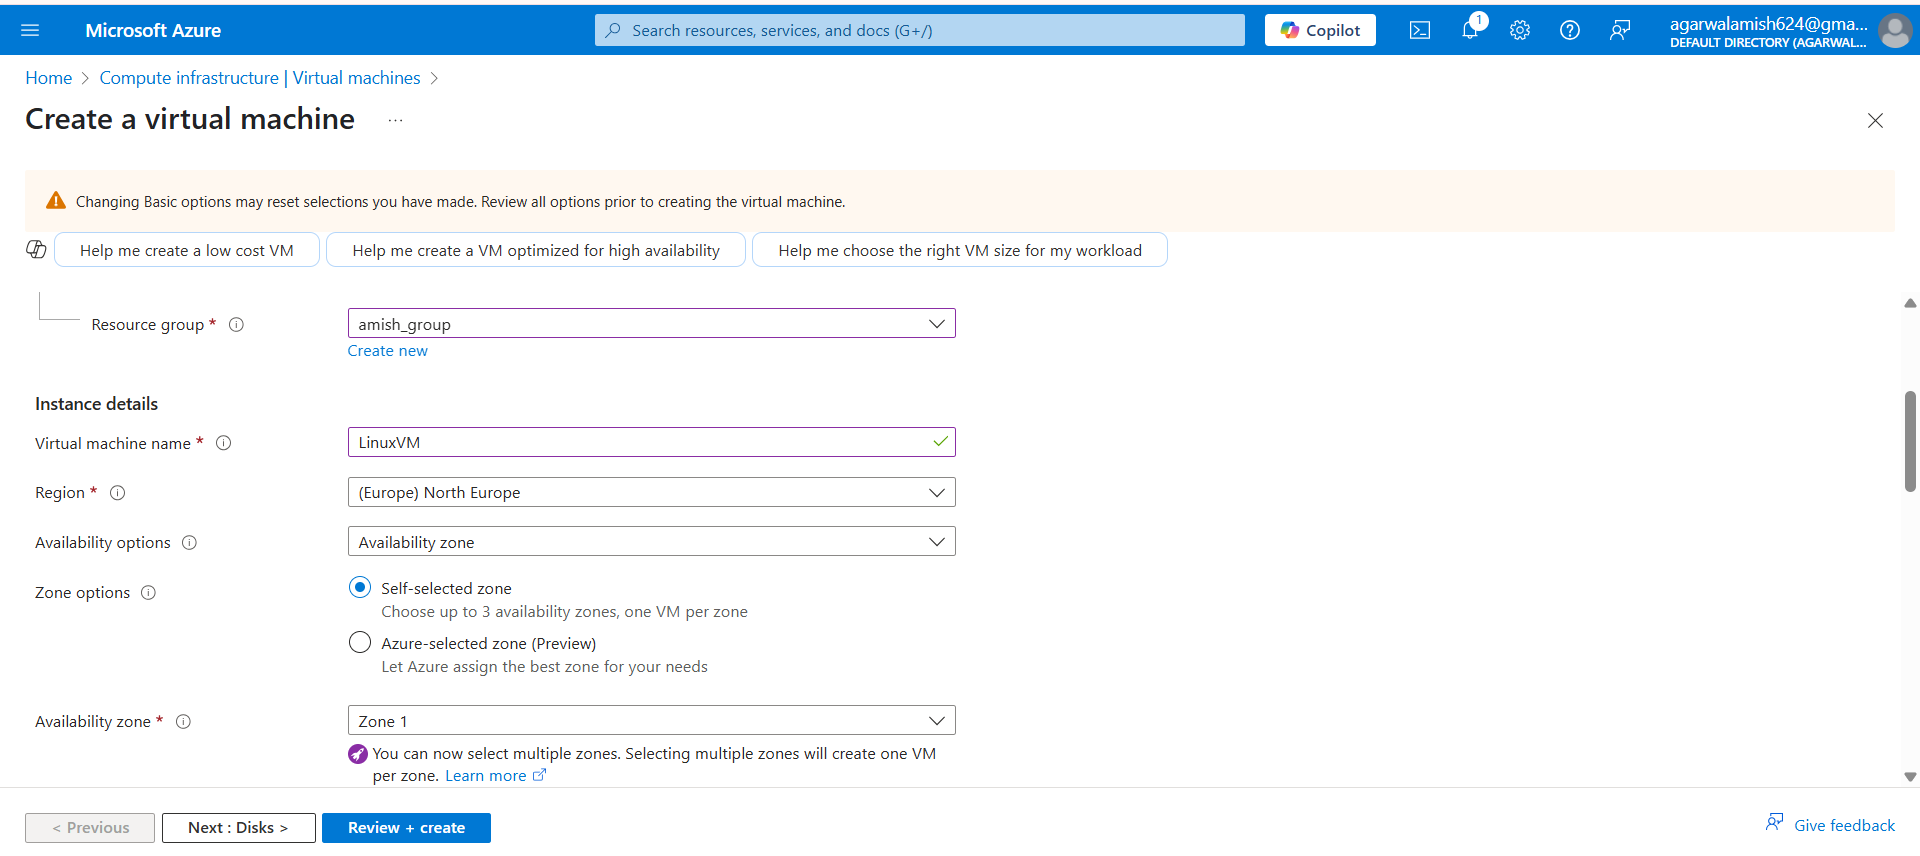 Microsoft Azure
Search resources, services, and docs (G+/)
Copilot
1
agarwalamish624@gma...
DEFAULT DIRECTORY (AGARWAL...
Home > Compute infrastructure | Virtual machines >
Create a virtual machine ...
Changing Basic options may reset selections you have made. Review all options prior to creating the virtual machine.
Help me create a low cost VM
Help me create a VM optimized for high availability
Help me choose the right VM size for my workload
Resource group *
amish_group
Create new
Instance details
Virtual machine name *
LinuxVM
Region *
(Europe) North Europe
Availability options
Availability zone
Zone options
Self-selected zone
Choose up to 3 availability zones, one VM per zone
Azure-selected zone (Preview)
Let Azure assign the best zone for your needs
Availability zone *
Zone 1
You can now select multiple zones. Selecting multiple zones will create one VM
per zone. Learn more
< Previous
Next : Disks >
Review + create
Give feedback